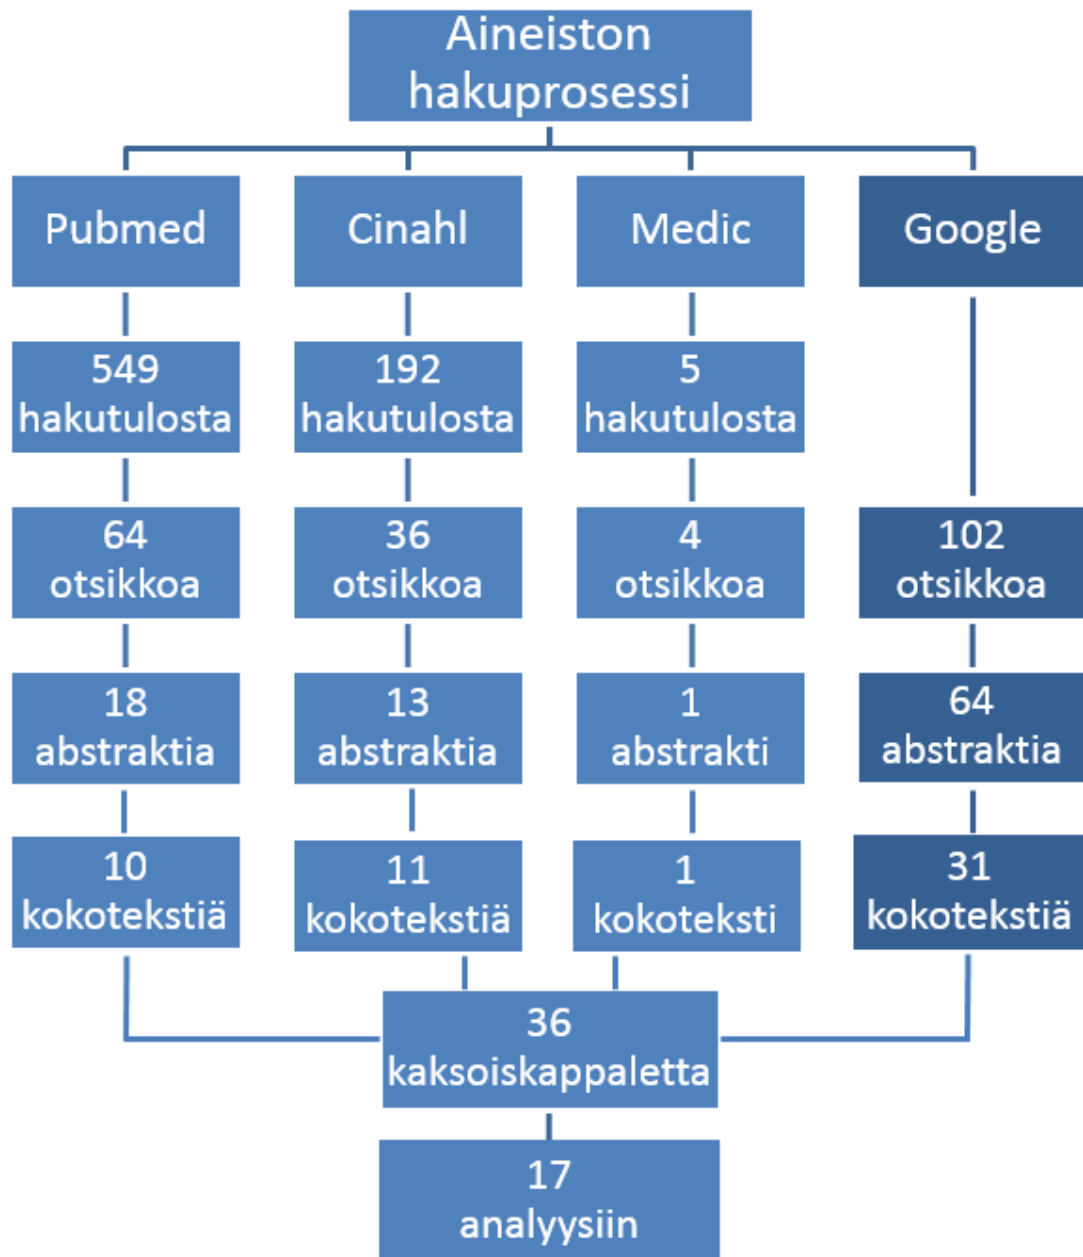 Aineiston
hakuprosessi
Pubmed
Cinahl
Medic
Google
549
hakutulosta
192
hakutulosta
5
hakutulosta
64
otsikkoa
36
otsikkoa
4
otsikkoa
102
otsikkoa
18
abstraktia
13
abstraktia
1
abstrakti
64
abstraktia
10
kokotekstiä
11
kokotekstiä
1
kokoteksti
31
kokotekstiä
36
kaksoiskappaletta
17
analyysiin